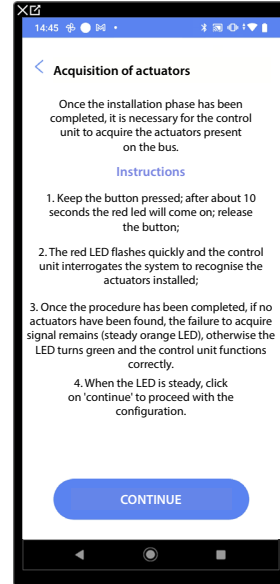 14:45
Acquisition of actuators
Once the installation phase has been
completed, it is necessary for the control
unit to acquire the actuators present
on the bus.
Instructions
1. Keep the button pressed; after about 10
seconds the red led will come on; release
the button;
2. The red LED flashes quickly and the control
unit interrogates the system to recognise the
actuators installed;
3. Once the procedure has been completed, if no
actuators have been found, the failure to acquire
signal remains (steady orange LED), otherwise the
LED turns green and the control unit functions
correctly.
4. When the LED is steady, click
on 'continue' to proceed with the
configuration.
CONTINUE